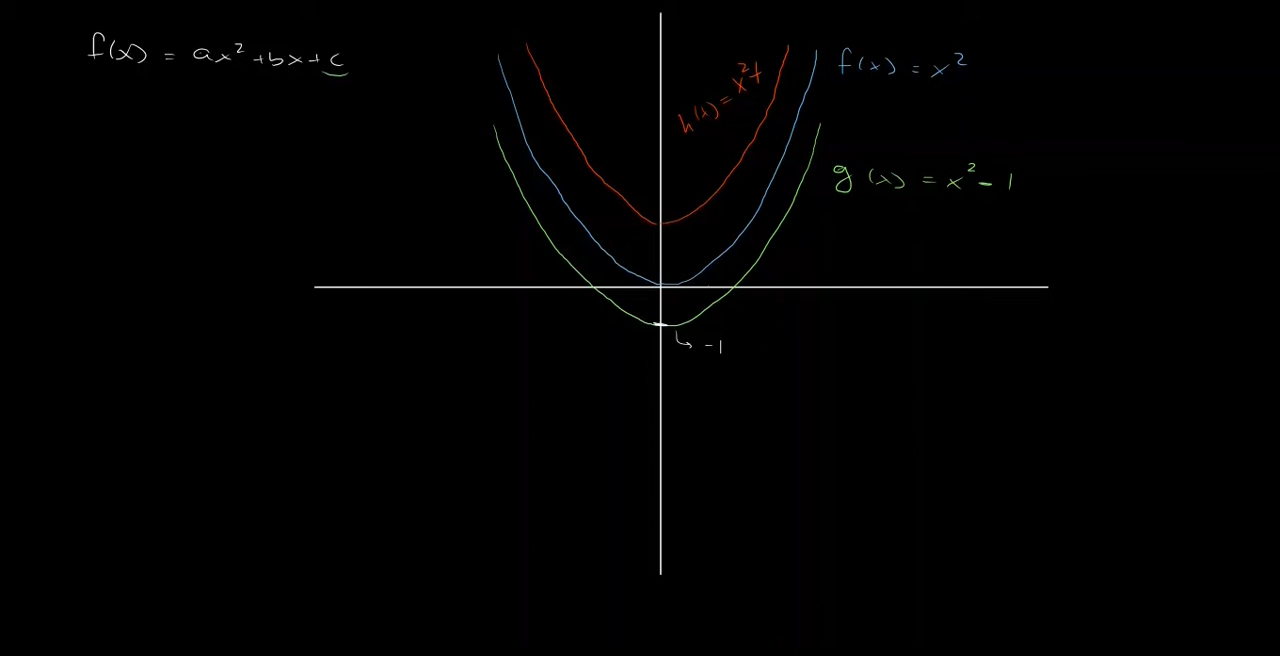 f(x) = ax² + bx + c
f(x) = x²
h(x) = x² +
g(x) = x² - 1
-1